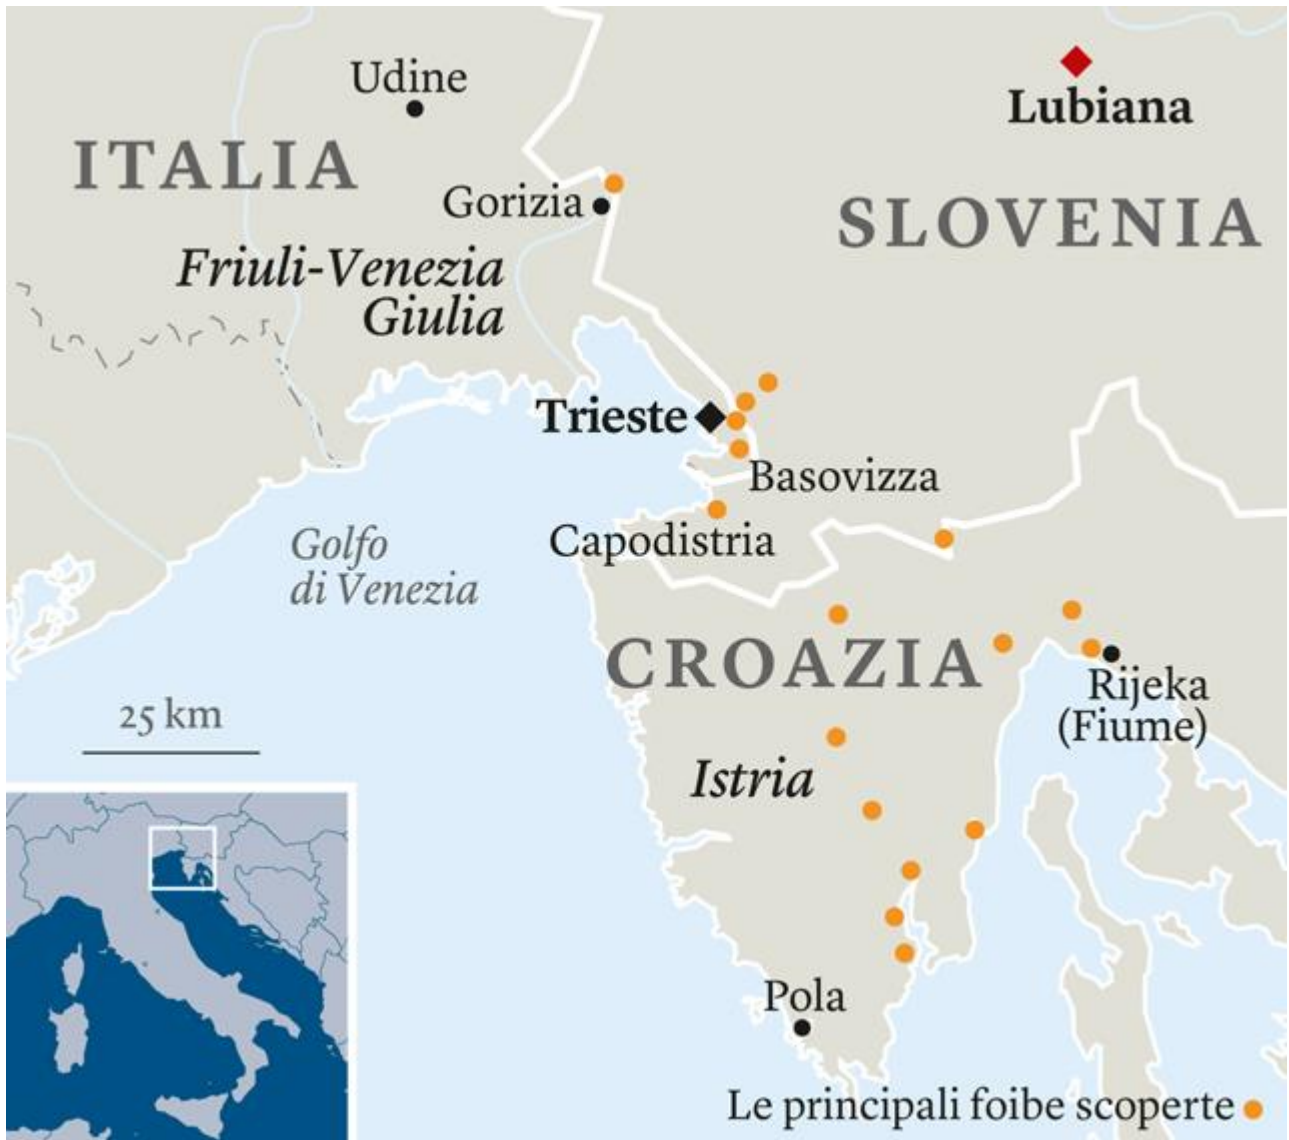 Udine
Lubiana
ITALIA
Gorizia
SLOVENIA
Friuli-Venezia
Giulia
Trieste
Basovizza
Golfo
di Venezia
Capodistria
CROAZIA
Rijeka
(Fiume)
25 km
Istria
Pola
Le principali foibe scoperte